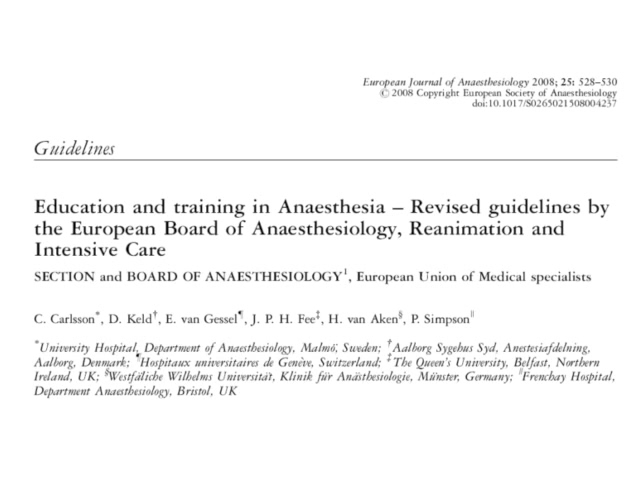 European Journal of Anaesthesiology 2008; 25: 528–530
© 2008 Copyright European Society of Anaesthesiology
doi:10.1017/S0265021508004237
Guidelines
Education and training in Anaesthesia – Revised guidelines by
the European Board of Anaesthesiology, Reanimation and
Intensive Care
SECTION and BOARD OF ANAESTHESIOLOGY¹, European Union of Medical specialists
C. Carlsson*, D. Keld†, E. van Gessel¶, J. P. H. Fee‡, H. van Aken§, P. Simpson∥
*University Hospital, Department of Anaesthesiology, Malmö, Sweden; †Aalborg Sygehus Syd, Anestesiafdelning,
Aalborg, Denmark; ¶Hospitaux universitaires de Genève, Switzerland; ‡The Queen's University, Belfast, Northern
Ireland, UK; §Westfäliche Wilhelms Universität, Klinik für Anästhesiologie, Münster, Germany; ∥Frenchay Hospital,
Department Anaesthesiology, Bristol, UK